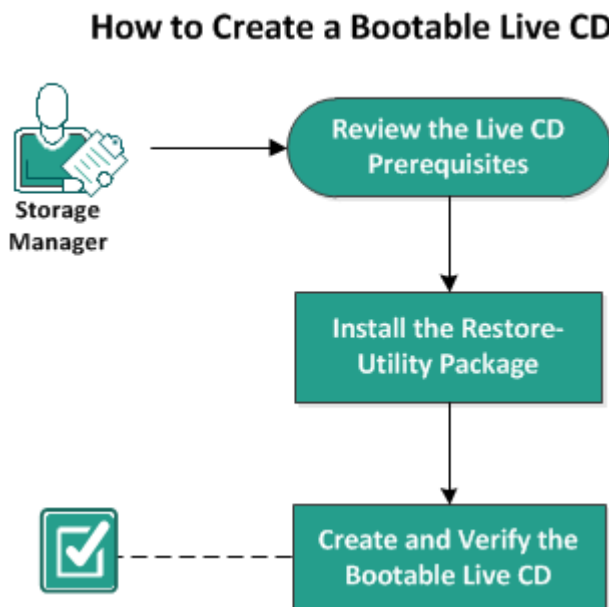 How to Create a Bootable Live CD
Review the Live CD
Prerequisites
Storage
Manager
Install the Restore-
Utility Package
Create and Verify the
Bootable Live CD